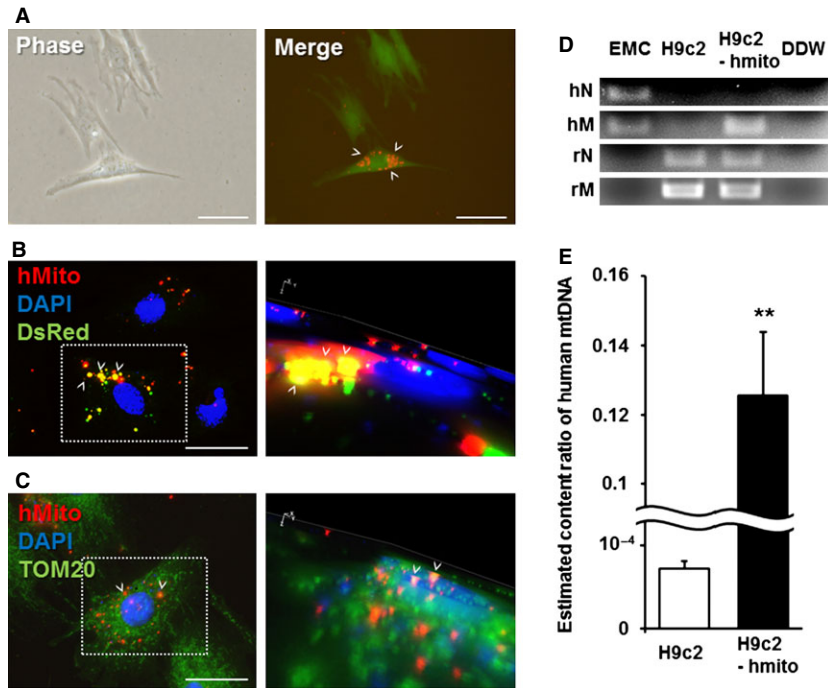 A
Phase
Merge
B
hMito
DAPI
DsRed
C
hMito
DAPI
TOM20
D
EMC H9c2 H9c2 - hmito DDW
hN
hM
rN
rM
E
Estimated content ratio of human mtDNA
0.16
**
0.14
0.12
0.1
10⁻⁴
0
H9c2
H9c2
- hmito